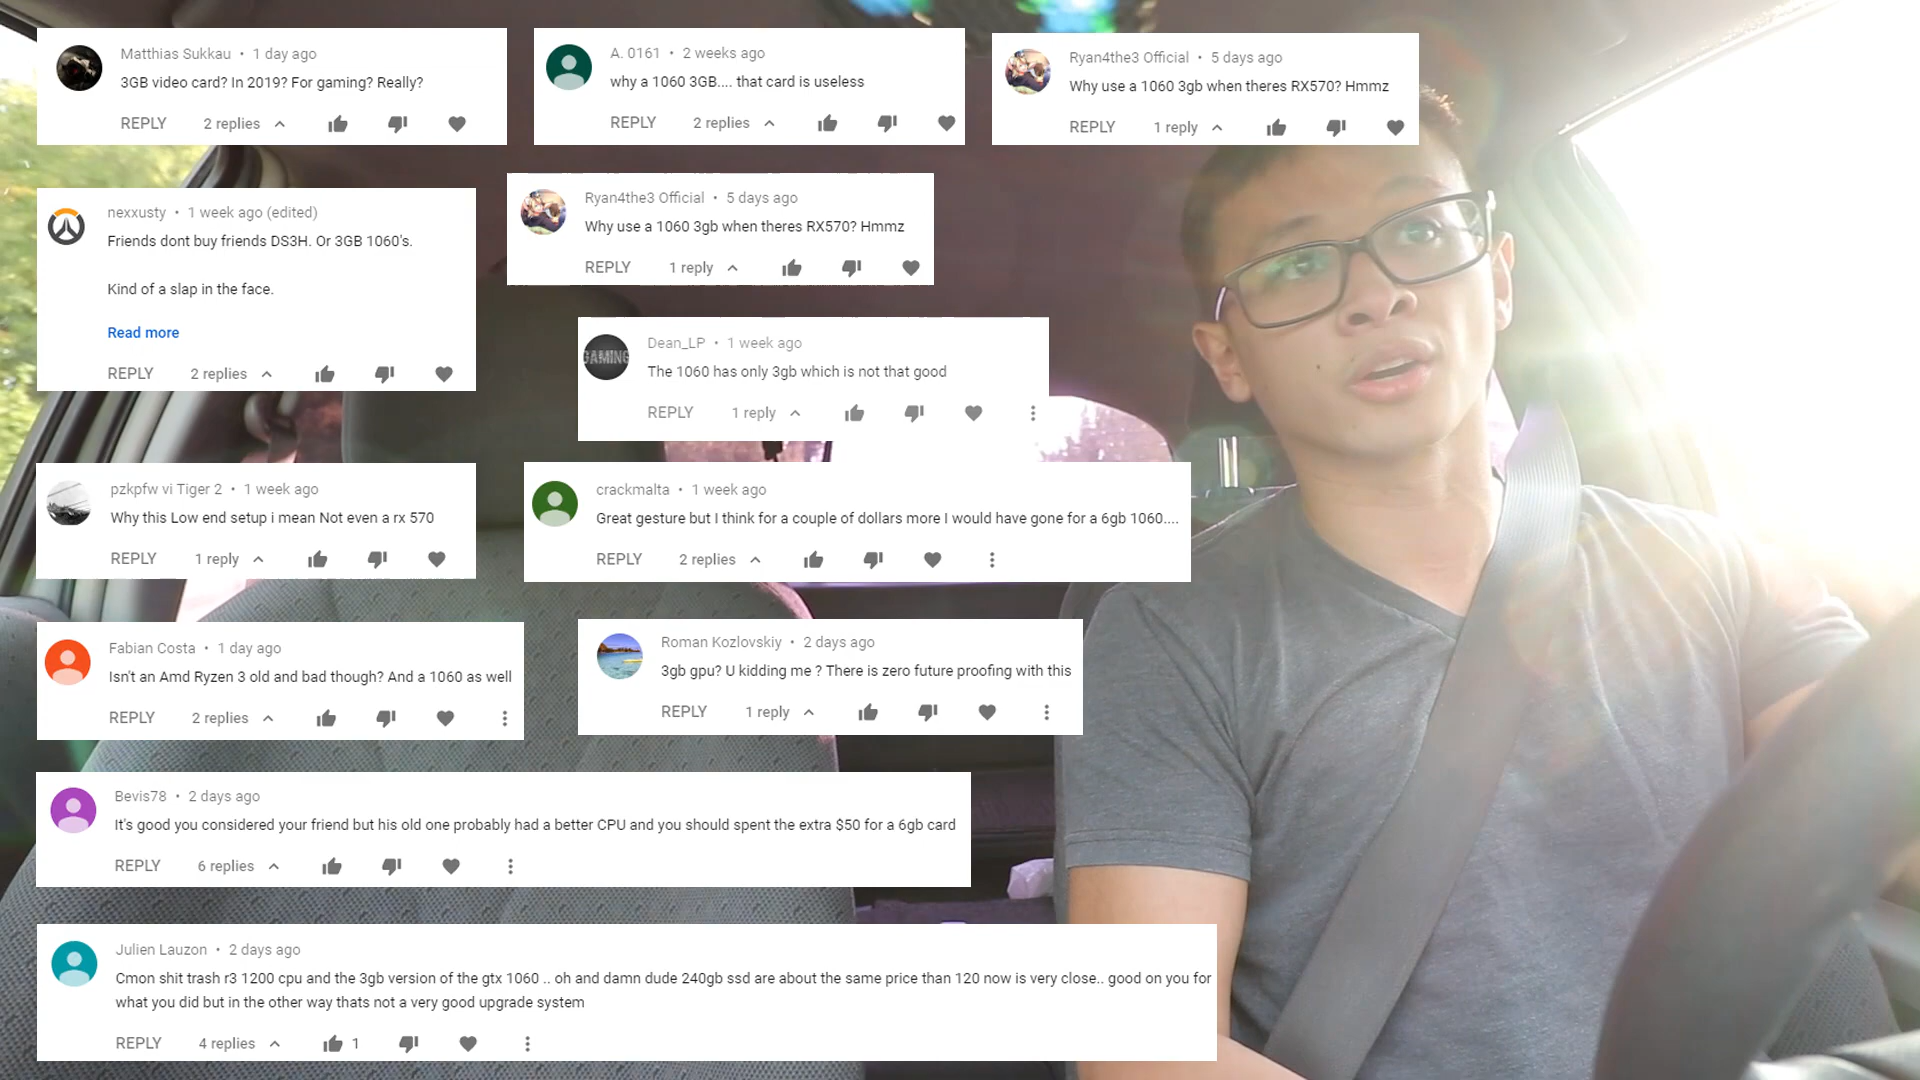 Matthias Sukkau • 1 day ago
3GB video card? In 2019? For gaming? Really?
REPLY 2 replies
A. 0161 • 2 weeks ago
why a 1060 3GB.... that card is useless
REPLY 2 replies
Ryan4the3 Official • 5 days ago
Why use a 1060 3gb when theres RX570? Hmmz
REPLY 1 reply
nexxusty • 1 week ago (edited)
Friends dont buy friends DS3H. Or 3GB 1060's.
Kind of a slap in the face.
Read more
REPLY 2 replies
Ryan4the3 Official • 5 days ago
Why use a 1060 3gb when theres RX570? Hmmz
REPLY 1 reply
GAMING
Dean_LP • 1 week ago
The 1060 has only 3gb which is not that good
REPLY 1 reply
pzkpfw vi Tiger 2 • 1 week ago
Why this Low end setup i mean Not even a rx 570
REPLY 1 reply
crackmalta • 1 week ago
Great gesture but I think for a couple of dollars more I would have gone for a 6gb 1060....
REPLY 2 replies
Fabian Costa • 1 day ago
Isn't an Amd Ryzen 3 old and bad though? And a 1060 as well
REPLY 2 replies
Roman Kozlovskiy • 2 days ago
3gb gpu? U kidding me ? There is zero future proofing with this
REPLY 1 reply
Bevis78 • 2 days ago
It's good you considered your friend but his old one probably had a better CPU and you should spent the extra $50 for a 6gb card
REPLY 6 replies
Julien Lauzon • 2 days ago
Cmon shit trash r3 1200 cpu and the 3gb version of the gtx 1060 .. oh and damn dude 240gb ssd are about the same price than 120 now is very close.. good on you for
what you did but in the other way thats not a very good upgrade system
REPLY 4 replies 1